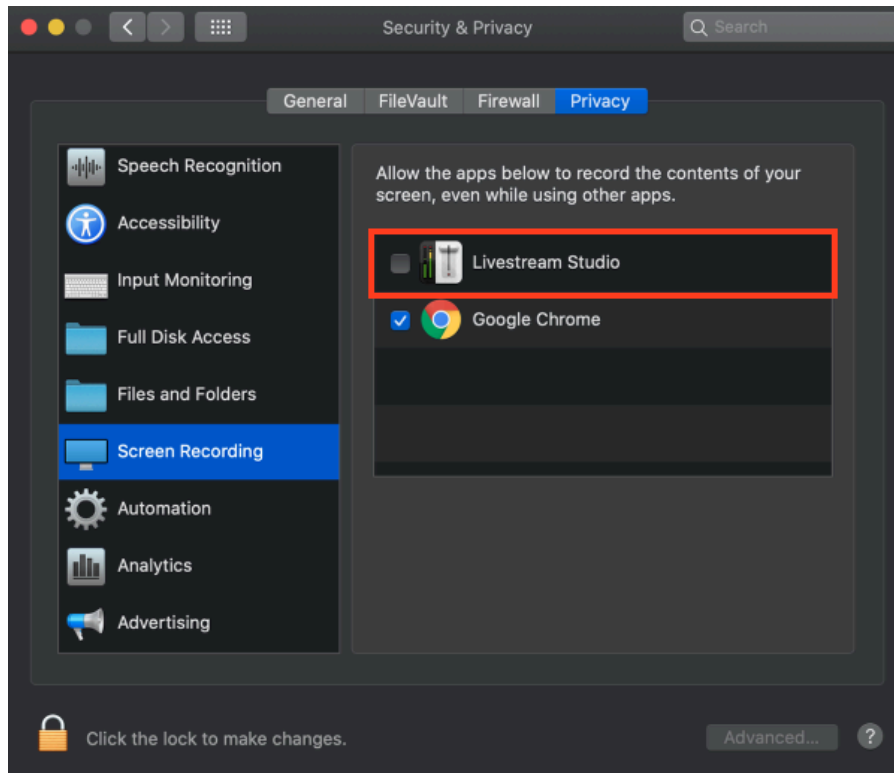 Security & Privacy
Search
General FileVault Firewall Privacy
Speech Recognition
Accessibility
Input Monitoring
Full Disk Access
Files and Folders
Screen Recording
Automation
Analytics
Advertising
Allow the apps below to record the contents of your
screen, even while using other apps.
Livestream Studio
Google Chrome
Click the lock to make changes.
Advanced...
?